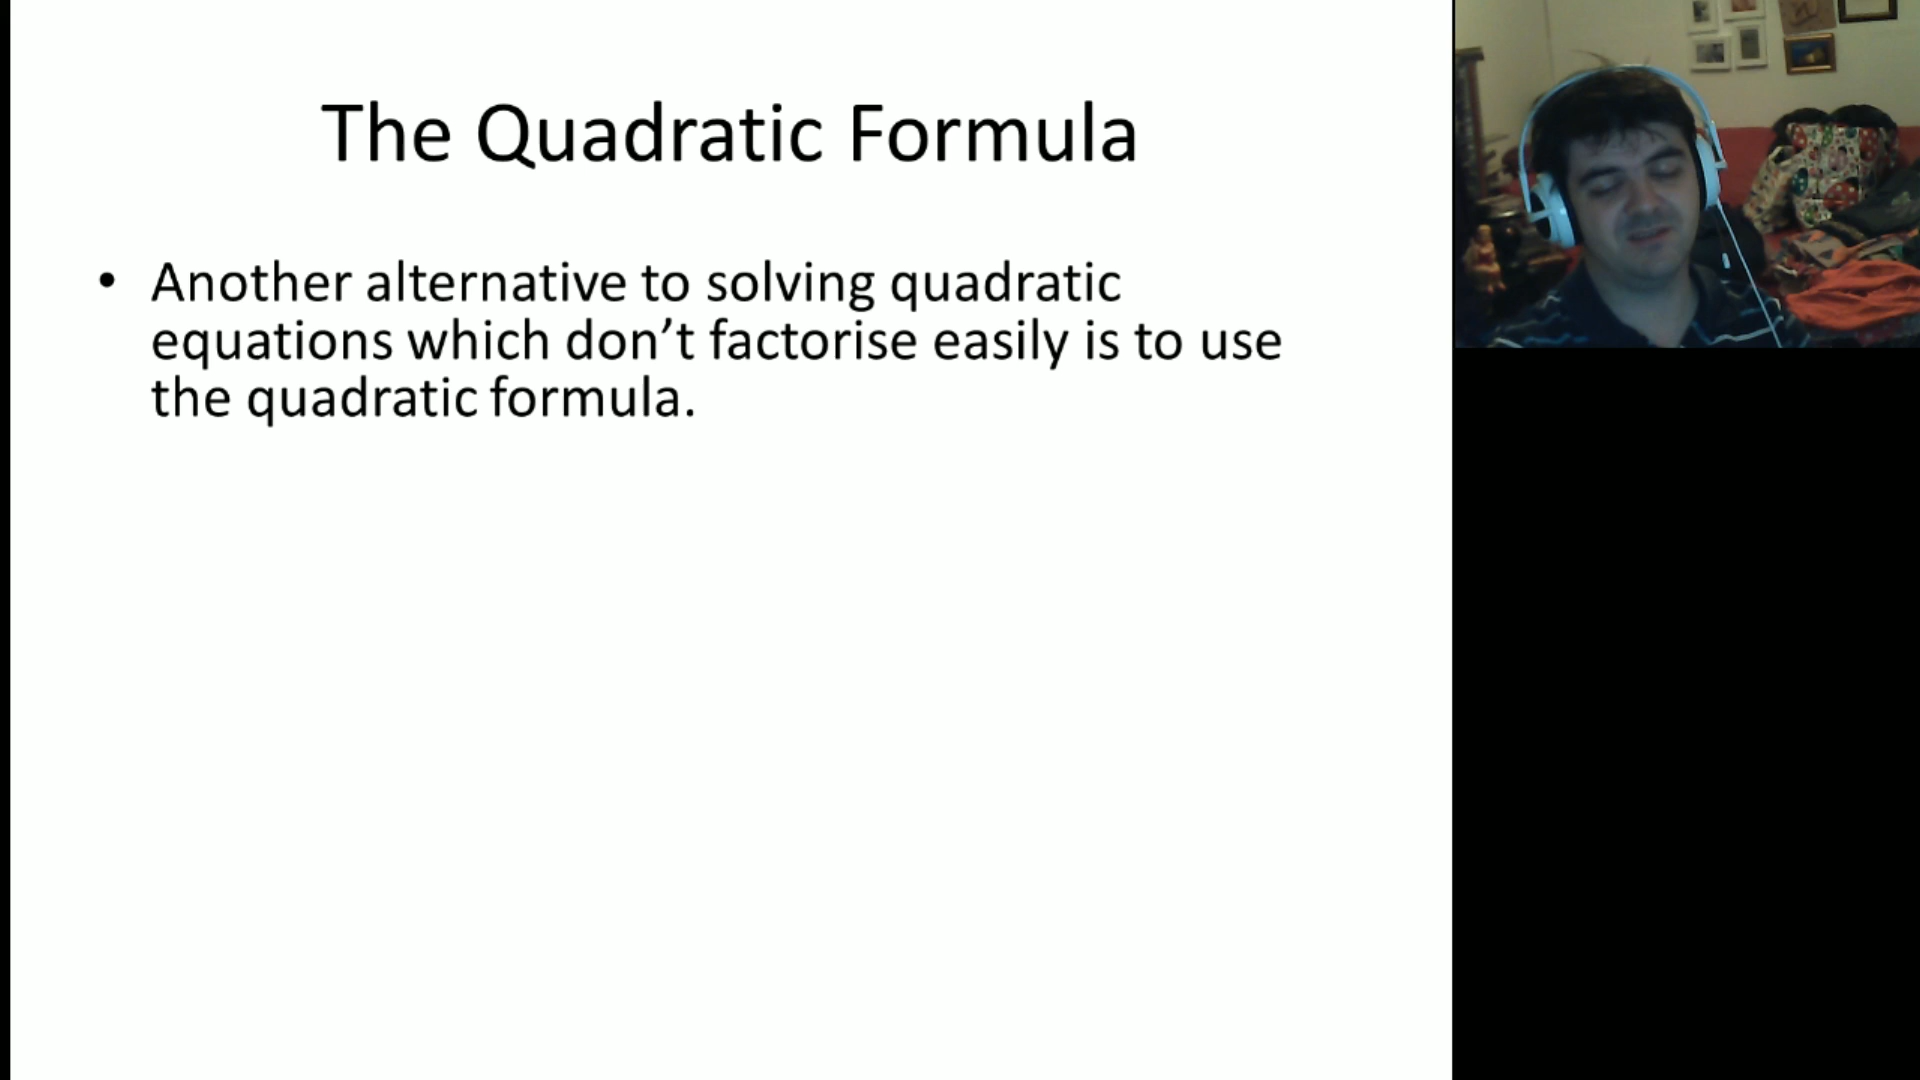 The Quadratic Formula
• Another alternative to solving quadratic
equations which don’t factorise easily is to use
the quadratic formula.